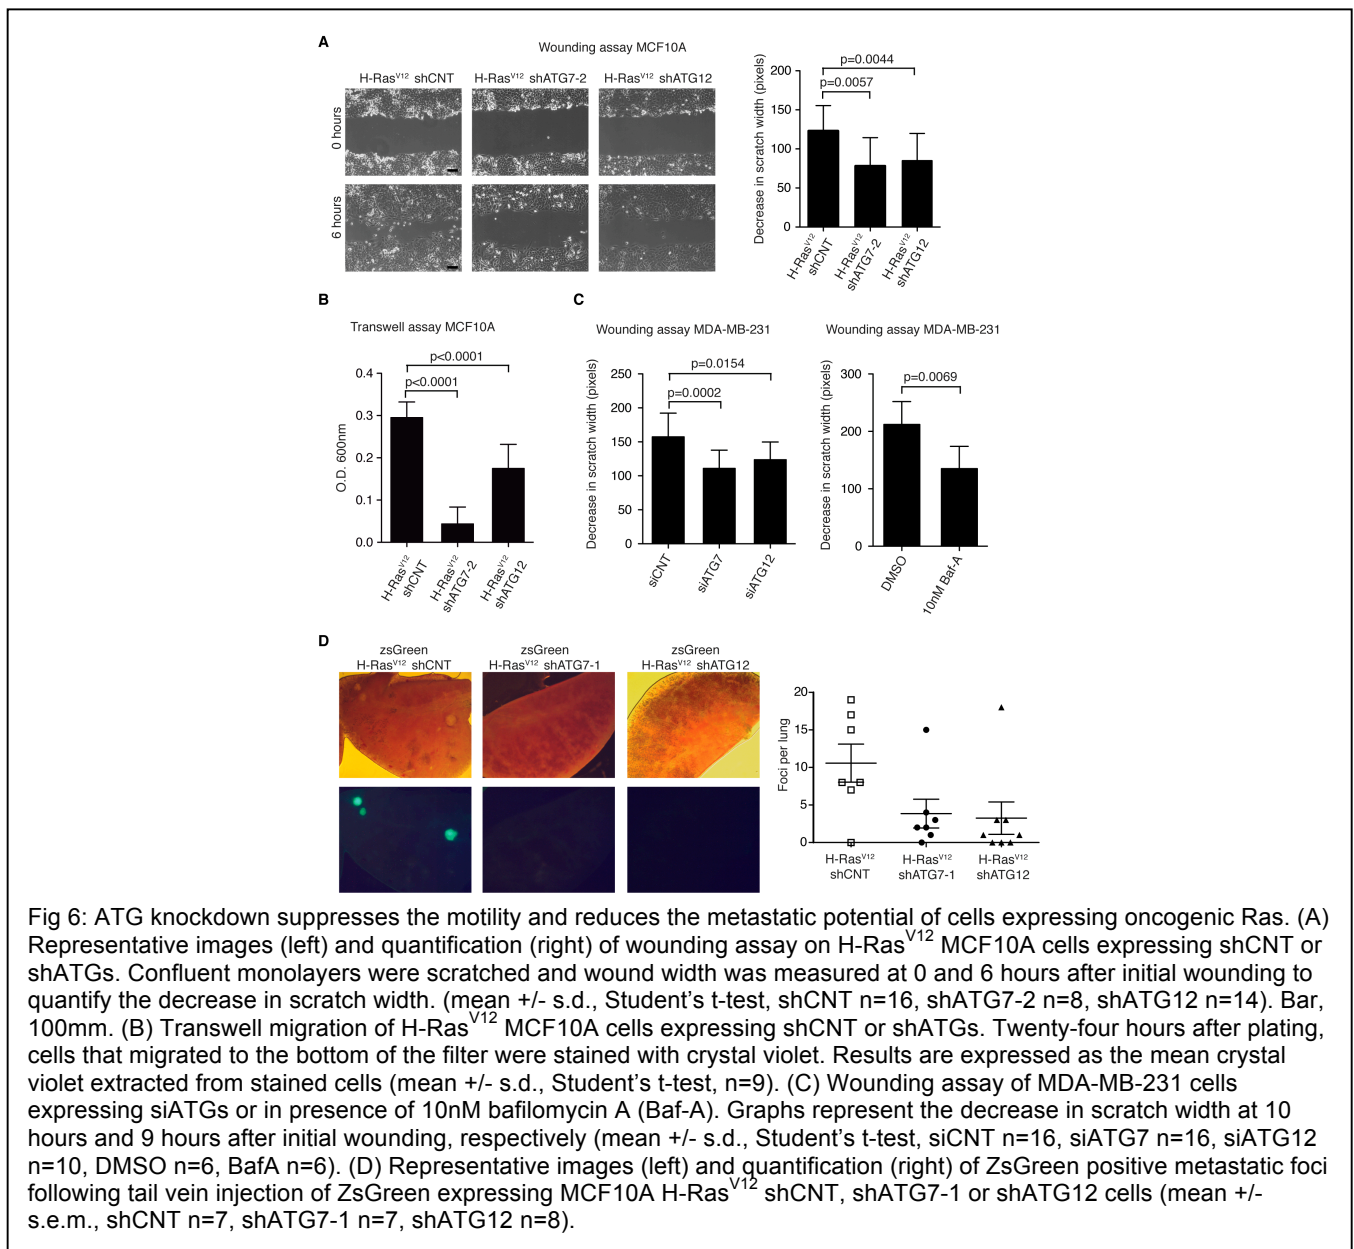 A
Wounding assay MCF10A
H-RasV12 shCNT
H-RasV12 shATG7-2
H-RasV12 shATG12
0 hours
6 hours
Decrease in scratch width (pixels)
200
150
100
50
0
p=0.0044
p=0.0057
H-RasV12 shCNT
H-RasV12 shATG7-2
H-RasV12 shATG12
B
Transwell assay MCF10A
O.D. 600nm
0.4
0.3
0.2
0.1
0.0
p<0.0001
p<0.0001
H-RasV12 shCNT
H-RasV12 shATG7-2
H-RasV12 shATG12
C
Wounding assay MDA-MB-231
Decrease in scratch width (pixels)
250
200
150
100
50
0
p=0.0154
p=0.0002
siCNT
siATG7
siATG12
Wounding assay MDA-MB-231
Decrease in scratch width (pixels)
300
200
100
0
p=0.0069
DMSO
10nM Baf-A
D
zsGreen
H-RasV12 shCNT
zsGreen
H-RasV12 shATG7-1
zsGreen
H-RasV12 shATG12
Foci per lung
20
15
10
5
0
H-RasV12
shCNT
H-RasV12
shATG7-1
H-RasV12
shATG12
Fig 6: ATG knockdown suppresses the motility and reduces the metastatic potential of cells expressing oncogenic Ras. (A)
Representative images (left) and quantification (right) of wounding assay on H-RasV12 MCF10A cells expressing shCNT or
shATGs. Confluent monolayers were scratched and wound width was measured at 0 and 6 hours after initial wounding to
quantify the decrease in scratch width. (mean +/- s.d., Student's t-test, shCNT n=16, shATG7-2 n=8, shATG12 n=14). Bar,
100mm. (B) Transwell migration of H-RasV12 MCF10A cells expressing shCNT or shATGs. Twenty-four hours after plating,
cells that migrated to the bottom of the filter were stained with crystal violet. Results are expressed as the mean crystal
violet extracted from stained cells (mean +/- s.d., Student's t-test, n=9). (C) Wounding assay of MDA-MB-231 cells
expressing siATGs or in presence of 10nM bafilomycin A (Baf-A). Graphs represent the decrease in scratch width at 10
hours and 9 hours after initial wounding, respectively (mean +/- s.d., Student's t-test, siCNT n=16, siATG7 n=16, siATG12
n=10, DMSO n=6, BafA n=6). (D) Representative images (left) and quantification (right) of ZsGreen positive metastatic foci
following tail vein injection of ZsGreen expressing MCF10A H-RasV12 shCNT, shATG7-1 or shATG12 cells (mean +/-
s.e.m., shCNT n=7, shATG7-1 n=7, shATG12 n=8).